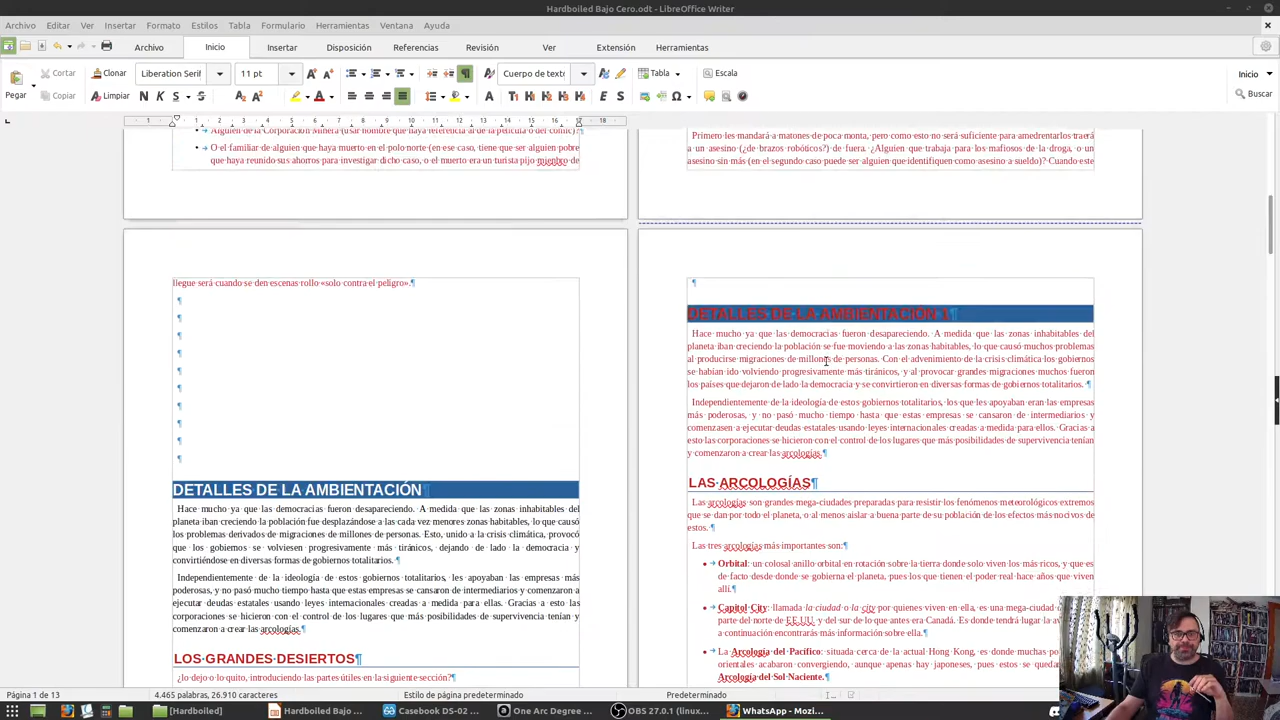 Hardboiled Bajo Cero.odt - LibreOffice Writer
Archivo Editar Ver Insertar Formato Estilos Tabla Formulario Herramientas Ventana Ayuda
Archivo Inicio Insertar Disposición Referencias Revisión Ver Extensión Herramientas
Pegar Cortar Clonar Liberation Serif 11 pt Cuerpo de texto Tabla Escala Inicio
Copiar Limpiar Buscar
Alguien de la Corporación Minera (usar nombre que haya referencia al de la película o del cómic)¶
O el familiar de alguien que haya muerto en el polo norte (en ese caso, tiene que ser alguien pobre
que haya reunido sus ahorros para investigar dicho caso, o el muerto era un turista pijo miembro de
Primero les mandará a matones de poca monta, pero como esto no será suficiente para amedrentarlos traerá
a un asesino (¿de brazos robóticos?) de fuera. ¿Alguien que trabaja para los mafiosos de la droga, o un
asesino sin más (en el segundo caso puede ser alguien que identifiquen como asesino a sueldo)? Cuando este
llegue será cuando se den escenas rollo «solo contra el peligro».¶
DETALLES DE LA AMBIENTACIÓN¶
Hace mucho ya que las democracias fueron desapareciendo. A medida que las zonas inhabitables del
planeta iban creciendo la población fue desplazándose a las cada vez menores zonas habitables, lo que causó
los problemas derivados de migraciones de millones de personas. Esto, unido a la crisis climática, provocó
que los gobiernos se volviesen progresivamente más tiránicos, dejando de lado la democracia y
convirtiéndose en diversas formas de gobiernos totalitarios.¶
Independientemente de la ideología de estos gobiernos totalitarios, les apoyaban las empresas más
poderosas, y no pasó mucho tiempo hasta que estas empresas se cansaron de intermediarios y comenzasen a
ejecutar deudas estatales usando leyes internacionales creadas a medida para ello. Gracias a esto las
corporaciones se hicieron con el control de los lugares que más posibilidades de supervivencia tenían y
comenzaron a crear las arcologías.¶
LOS GRANDES DESIERTOS¶
¿lo dejo o lo quito, introduciendo las partes útiles en la siguiente sección?¶
DETALLES DE LA AMBIENTACIÓN 1¶
Hace mucho ya que las democracias fueron desapareciendo. A medida que las zonas inhabitables del
planeta iban creciendo la población se fue moviendo a las zonas habitables, lo que causó muchos problemas
al producirse migraciones de millones de personas. Con el advenimiento de la crisis climática los gobiernos
se habían ido volviendo progresivamente más tiránicos, y al provocar grandes migraciones muchos fueron
los países que dejaron de lado la democracia y se convirtieron en diversas formas de gobiernos totalitarios.¶
Independientemente de la ideología de estos gobiernos totalitarios, los que les apoyaban eran las empresas
más poderosas, y no pasó mucho tiempo hasta que estas empresas se cansaron de intermediarios y
comenzasen a ejecutar deudas estatales usando leyes internacionales creadas a medida para ellos. Gracias a
esto las corporaciones se hicieron con el control de los lugares que más posibilidades de supervivencia tenían
y comenzaron a crear las arcologías.¶
LAS ARCOLOGÍAS¶
Las arcologías son grandes mega-ciudades preparadas para resistir los fenómenos meteorológicos extremos
que se dan por todo el planeta, o al menos aislar a buena parte de su población de los efectos más nocivos de
estos.¶
Las tres arcologías más importantes son:¶
Orbital: un colosal anillo orbital en rotación sobre la tierra donde solo viven los más ricos, y que es
de facto desde donde se gobierna el planeta, pues los que tienen el poder real hace años que viven
allí.¶
Capitol City: llamada la ciudad o la city por quienes viven en ella, es una mega-ciudad
parte del norte de EE.UU. y del sur de lo que antes era Canadá. Es donde tendrá lugar la
a continuación encontrarás más información sobre ella.¶
La Arcología del Pacífico: situada cerca de la actual Hong Kong, es donde muchas
orientales acabaron convergiendo, aunque apenas hay japoneses, pues estos se
Arcología del Sol Naciente.¶
Página 1 de 13 4.465 palabras, 26.910 caracteres Estilo de página predeterminado Predeterminado
[Hardboiled] Hardboiled Bajo ... Casebook DS-02 ... One Arc Degree ... OBS 27.0.1 (linux... WhatsApp - Mozi...